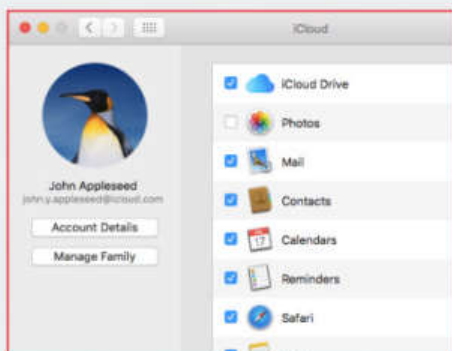 iCloud
John Appleseed
john.y.appleseed@icloud.com
Account Details
Manage Family
iCloud Drive
Photos
Mail
Contacts
17
Calendars
Reminders
Safari